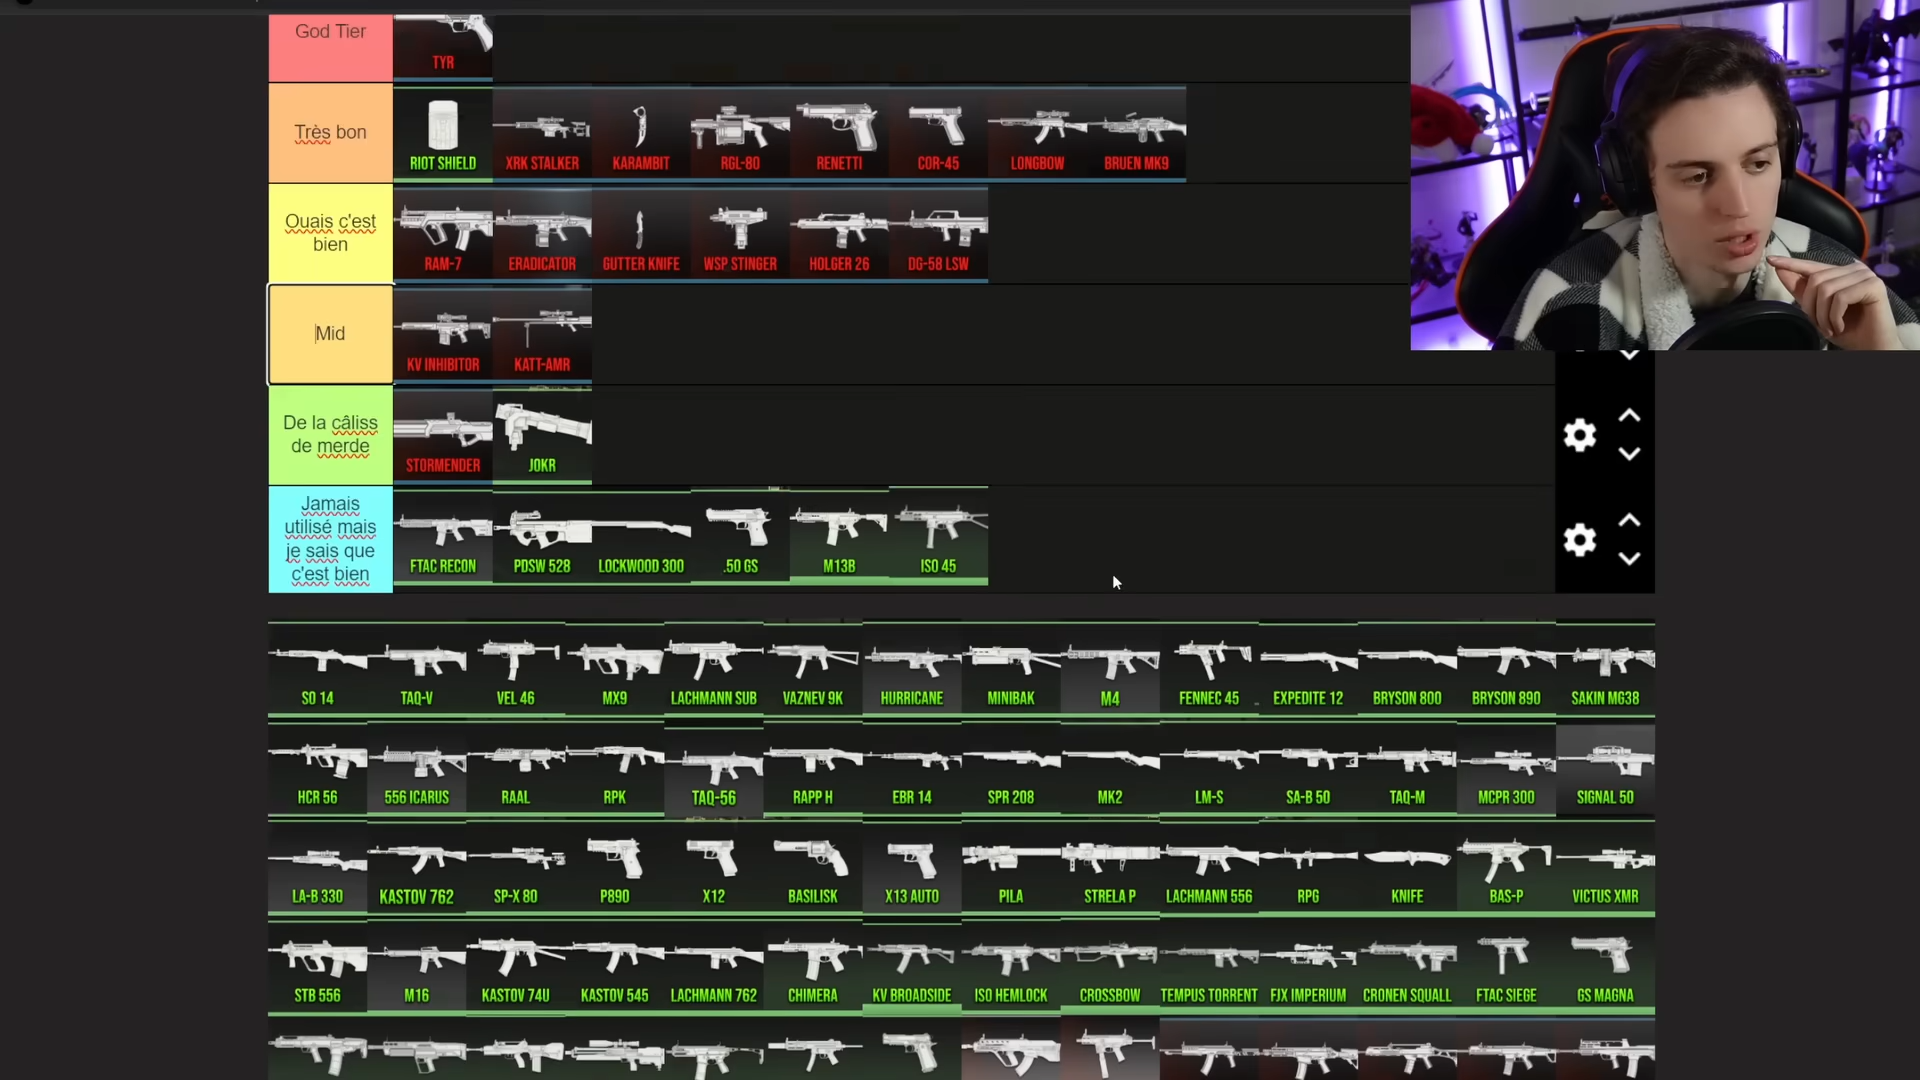 God Tier
TYR
Très bon
RIOT SHIELD XRK STALKER KARAMBIT RGL-80 RENETTI COR-45 LONGBOW BRUEN MK9
Ouais c'est
bien
RAM-7 ERADICATOR GUTTER KNIFE WSP STINGER HOLGER 26 DG-58 LSW
Mid
KV INHIBITOR KATT-AMR
De la câliss
de merde
STORMENDER JOKR
Jamais
utilisé mais
je sais que
c'est bien
FTAC RECON PDSW 528 LOCKWOOD 300 .50 GS M13B ISO 45
SO 14 TAQ-V VEL 46 MX9 LACHMANN SUB VAZNEV 9K HURRICANE MINIBAK M4 FENNEC 45 EXPEDITE 12 BRYSON 800 BRYSON 890 SAKIN MG38
HCR 56 556 ICARUS RAAL RPK TAQ-56 RAPP H EBR 14 SPR 208 MK2 LM-S SA-B 50 TAQ-M MCPR 300 SIGNAL 50
LA-B 330 KASTOV 762 SP-X 80 P890 X12 BASILISK X13 AUTO PILA STRELA P LACHMANN 556 RPG KNIFE BAS-P VICTUS XMR
STB 556 M16 KASTOV 74U KASTOV 545 LACHMANN 762 CHIMERA KV BROADSIDE ISO HEMLOCK CROSSBOW TEMPUS TORRENT FJX IMPERIUM CRONEN SQUALL FTAC SIEGE GS MAGNA